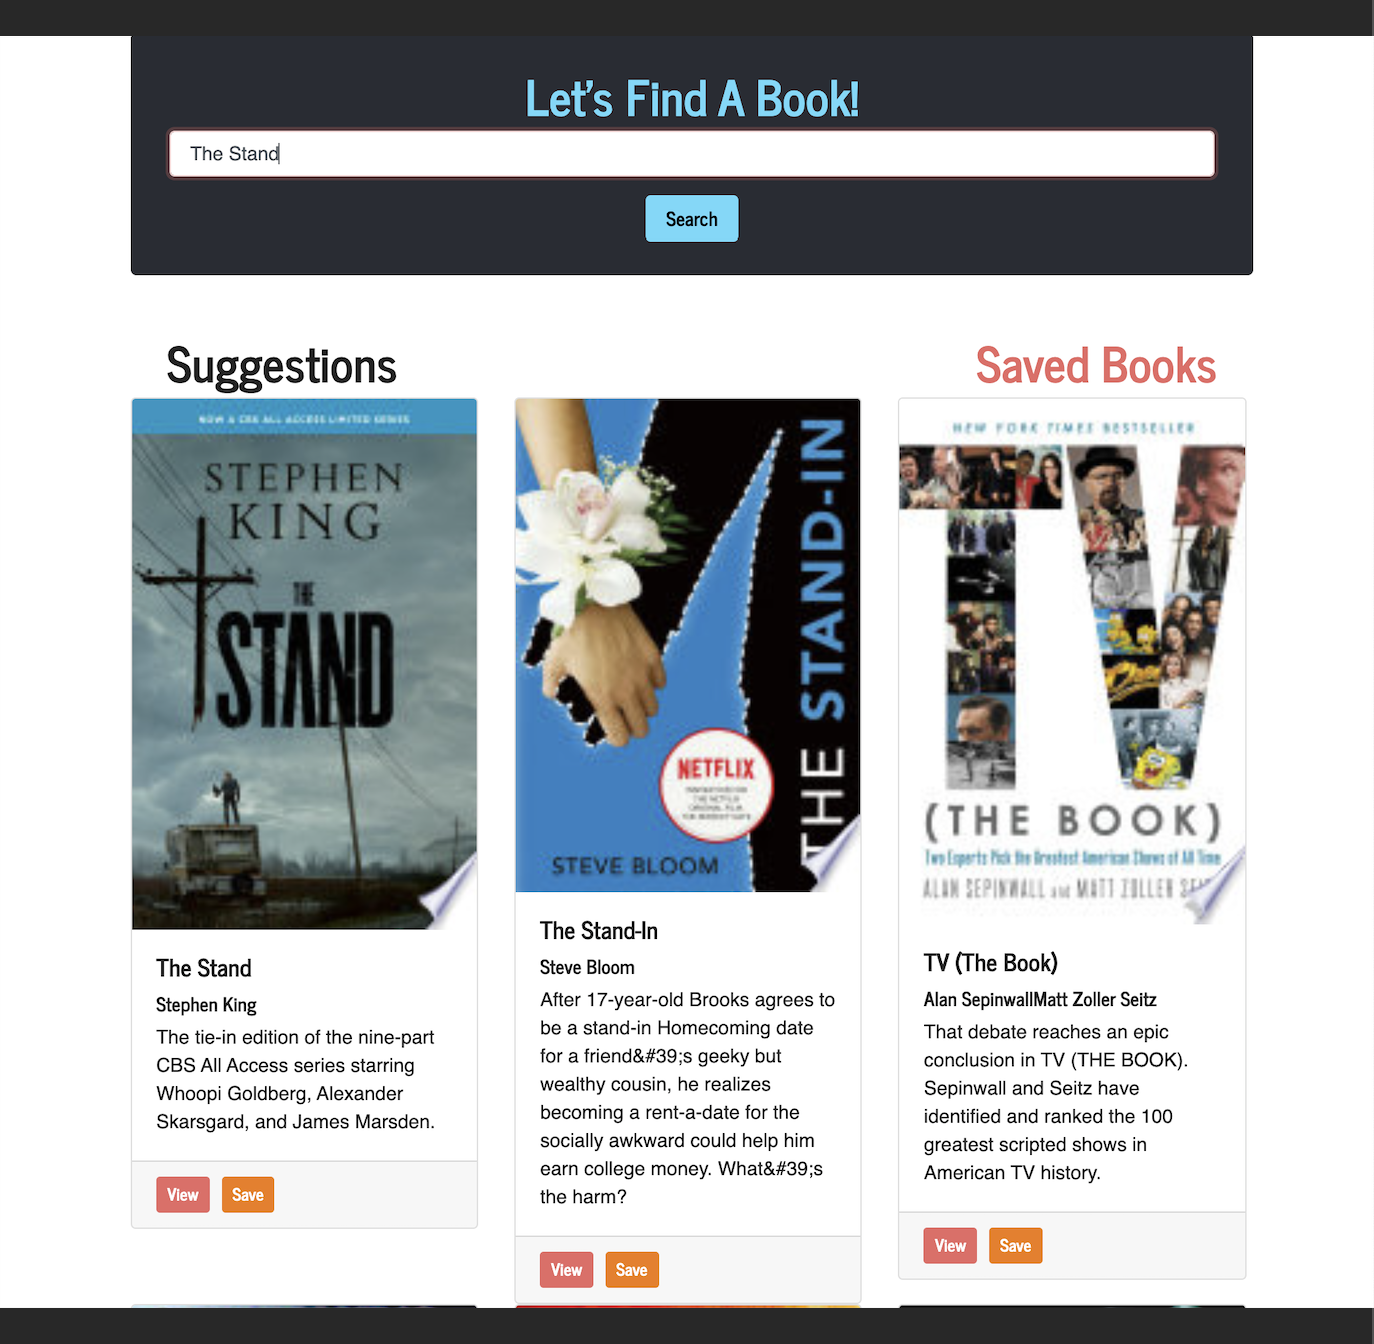 Let's Find A Book!
The Stand
Search
Suggestions
Saved Books
NOW A CBS ALL ACCESS LIMITED SERIES
STEPHEN
KING
THE
STAND
The Stand
Stephen King
The tie-in edition of the nine-part
CBS All Access series starring
Whoopi Goldberg, Alexander
Skarsgard, and James Marsden.
View
Save
THE STAND-IN
NETFLIX
STEVE BLOOM
The Stand-In
Steve Bloom
After 17-year-old Brooks agrees to
be a stand-in Homecoming date
for a friend&#39;s geeky but
wealthy cousin, he realizes
becoming a rent-a-date for the
socially awkward could help him
earn college money. What&#39;s
the harm?
View
Save
NEW YORK TIMES BESTSELLER
TV
(THE BOOK)
Two Experts Pick the Greatest American Shows of All Time
ALAN SEPINWALL and MATT ZOLLER
TV (The Book)
Alan SepinwallMatt Zoller Seitz
That debate reaches an epic
conclusion in TV (THE BOOK).
Sepinwall and Seitz have
identified and ranked the 100
greatest scripted shows in
American TV history.
View
Save